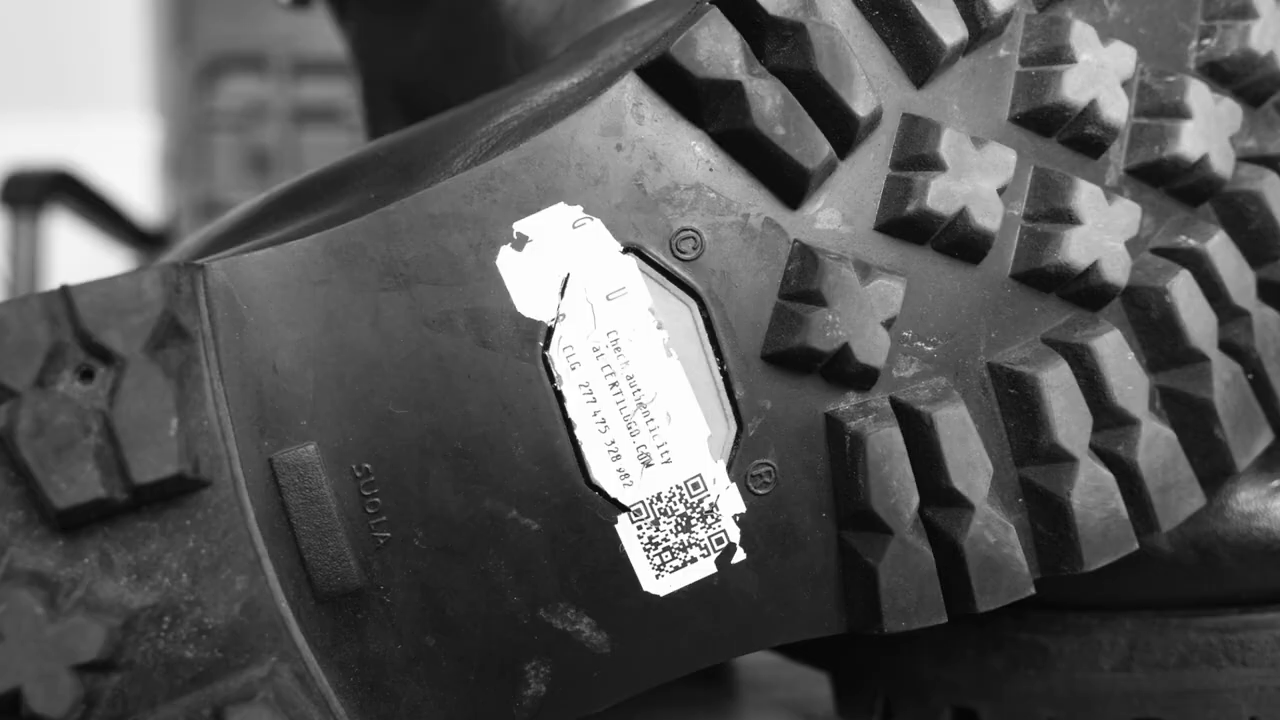 G
U
©
Check authenticity
at CERTILOGO.COM
CLG 277 475 328 982
®
SUOLA